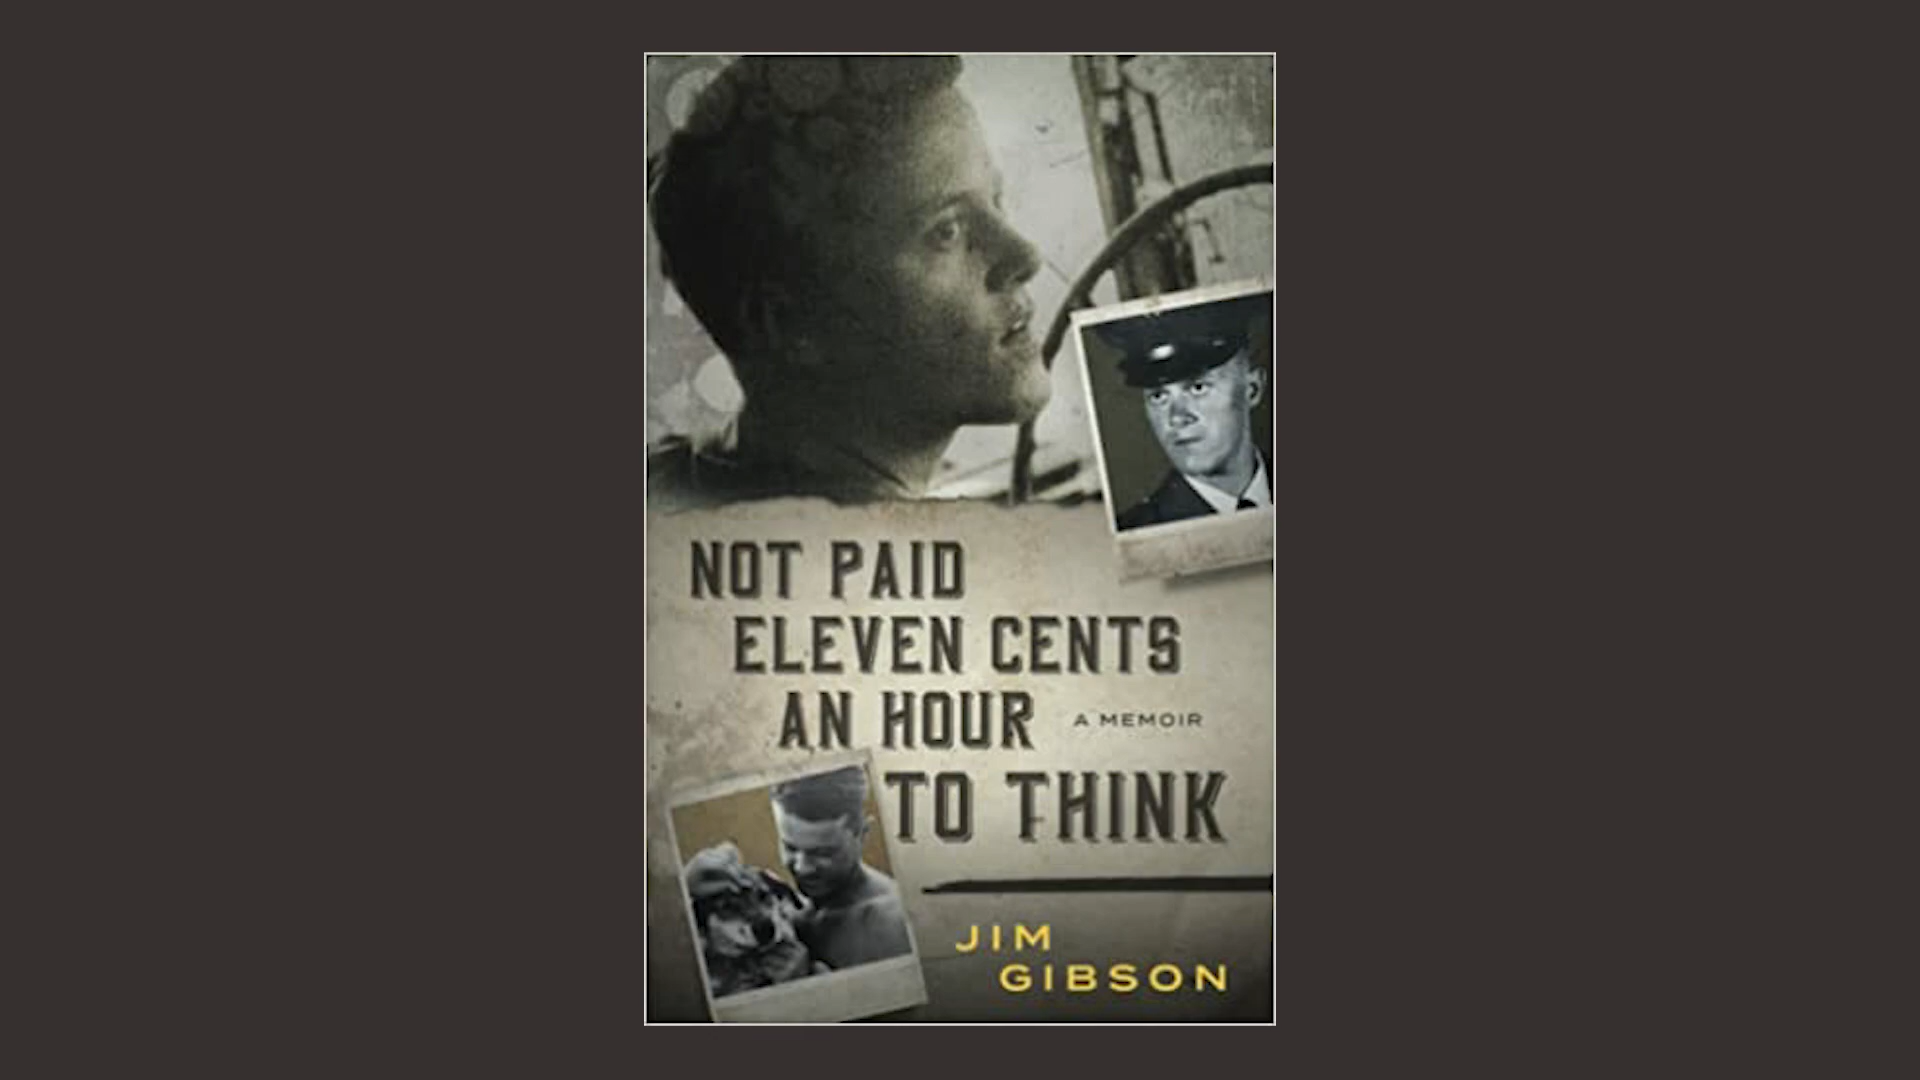 NOT PAID
ELEVEN CENTS
AN HOUR A MEMOIR
TO THINK
JIM
GIBSON